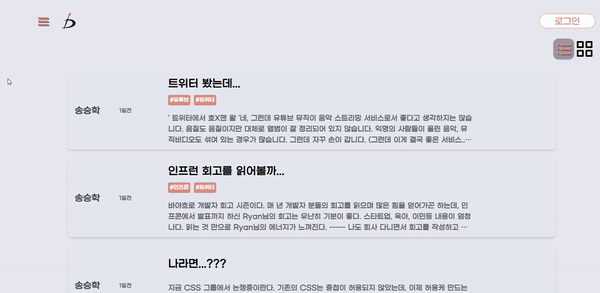 로그인
트위터 봤는데...
#유튜브 #트위터
송승학
1일전
' 트위터에서 호X맨 왈 '네, 그런데 유튜브 뮤직이 음악 스트리밍 서비스로서 좋다고 생각하지는 않습
니다. 음질도 음질이지만 대체로 앨범이 잘 정리되어 있지 않습니다. 익명의 사람들이 올린 음악, 뮤
직비디오도 섞여 있는 경우가 많습니다. 그런데 자꾸 손이 갑니다. (그런데 이게 결국 좋은 서비스...
인프런 회고를 읽어볼까...
#인프콘 #트위터
송승학
1일전
바야흐로 개발자 회고 시즌이다. 매 년 개발자 분들의 회고를 읽으며 많은 힘을 얻어가곤 하는데, 인
프콘에서 발표까지 하신 Ryan님의 회고는 유난히 기분이 좋다. 스타트업, 육아, 이민등 내용이 엄청
나다. 읽는 것 만으로 Ryan님의 에너지가 느껴진다. ----- 나도 회사 다니면서 회고를 작성하고 ...
나라면...???
송승학
1일전
지금 CSS 그룹에서 논쟁중이란다. 기존의 CSS는 중첩이 허용되지 않았는데, 이제 허용케 만드는